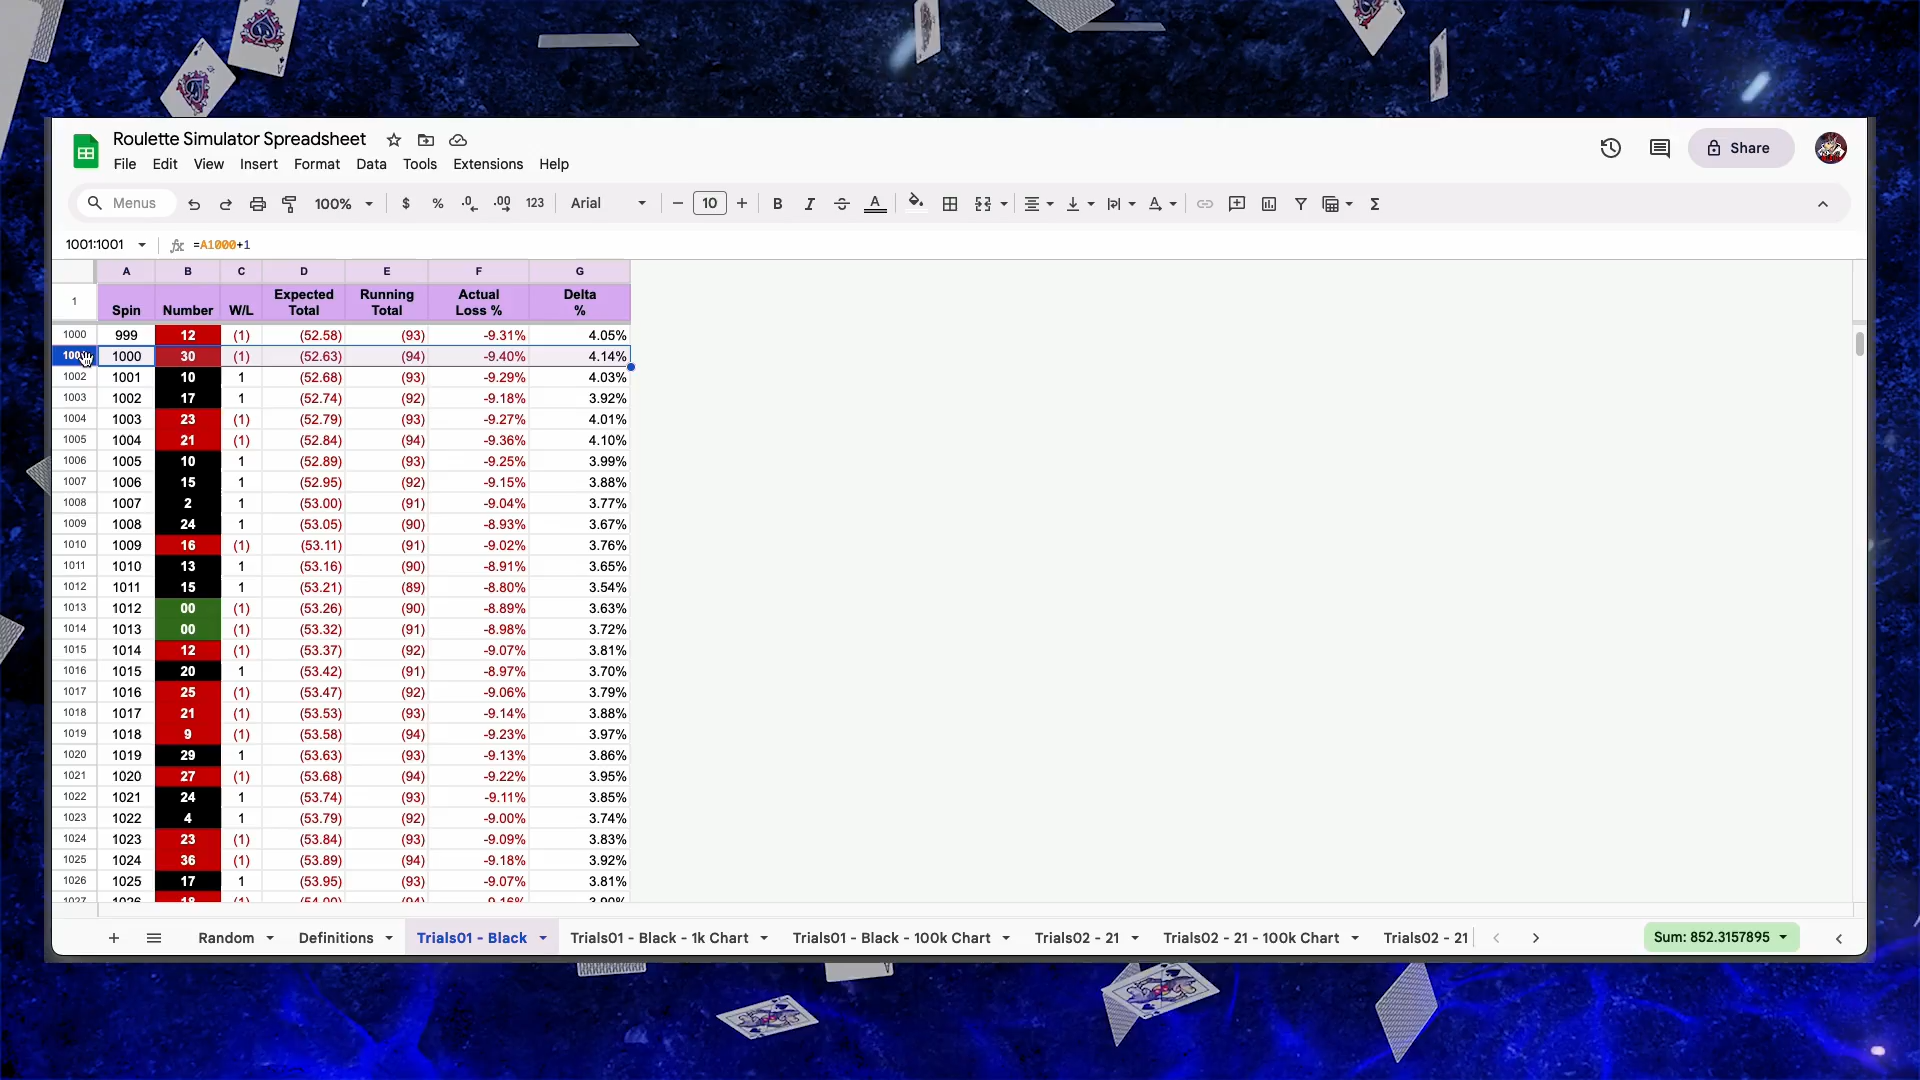 Roulette Simulator Spreadsheet
File Edit View Insert Format Data Tools Extensions Help
Share
Menus 100% $ % .0 .00 123 Arial 10 B I A
1001:1001 fx =A1000+1
A B C D E F G
1 Spin Number W/L Expected Total Running Total Actual Loss % Delta %
1000 999 12 (1) (52.58) (93) -9.31% 4.05%
1000 30 (1) (52.63) (94) -9.40% 4.14%
1002 1001 10 1 (52.68) (93) -9.29% 4.03%
1003 1002 17 1 (52.74) (92) -9.18% 3.92%
1004 1003 23 (1) (52.79) (93) -9.27% 4.01%
1005 1004 21 (1) (52.84) (94) -9.36% 4.10%
1006 1005 10 1 (52.89) (93) -9.25% 3.99%
1007 1006 15 1 (52.95) (92) -9.15% 3.88%
1008 1007 2 1 (53.00) (91) -9.04% 3.77%
1009 1008 24 1 (53.05) (90) -8.93% 3.67%
1010 1009 16 (1) (53.11) (91) -9.02% 3.76%
1011 1010 13 1 (53.16) (90) -8.91% 3.65%
1012 1011 15 1 (53.21) (89) -8.80% 3.54%
1013 1012 00 (1) (53.26) (90) -8.89% 3.63%
1014 1013 00 (1) (53.32) (91) -8.98% 3.72%
1015 1014 12 (1) (53.37) (92) -9.07% 3.81%
1016 1015 20 1 (53.42) (91) -8.97% 3.70%
1017 1016 25 (1) (53.47) (92) -9.06% 3.79%
1018 1017 21 (1) (53.53) (93) -9.14% 3.88%
1019 1018 9 (1) (53.58) (94) -9.23% 3.97%
1020 1019 29 1 (53.63) (93) -9.13% 3.86%
1021 1020 27 (1) (53.68) (94) -9.22% 3.95%
1022 1021 24 1 (53.74) (93) -9.11% 3.85%
1023 1022 4 1 (53.79) (92) -9.00% 3.74%
1024 1023 23 (1) (53.84) (93) -9.09% 3.83%
1025 1024 36 (1) (53.89) (94) -9.18% 3.92%
1026 1025 17 1 (53.95) (93) -9.07% 3.81%
1027 1026 18 (1) (54.00) (94) -9.16% 3.90%
Random Definitions Trials01 - Black Trials01 - Black - 1k Chart Trials01 - Black - 100k Chart Trials02 - 21 Trials02 - 21 - 100k Chart Trials02 - 21 Sum: 852.3157895